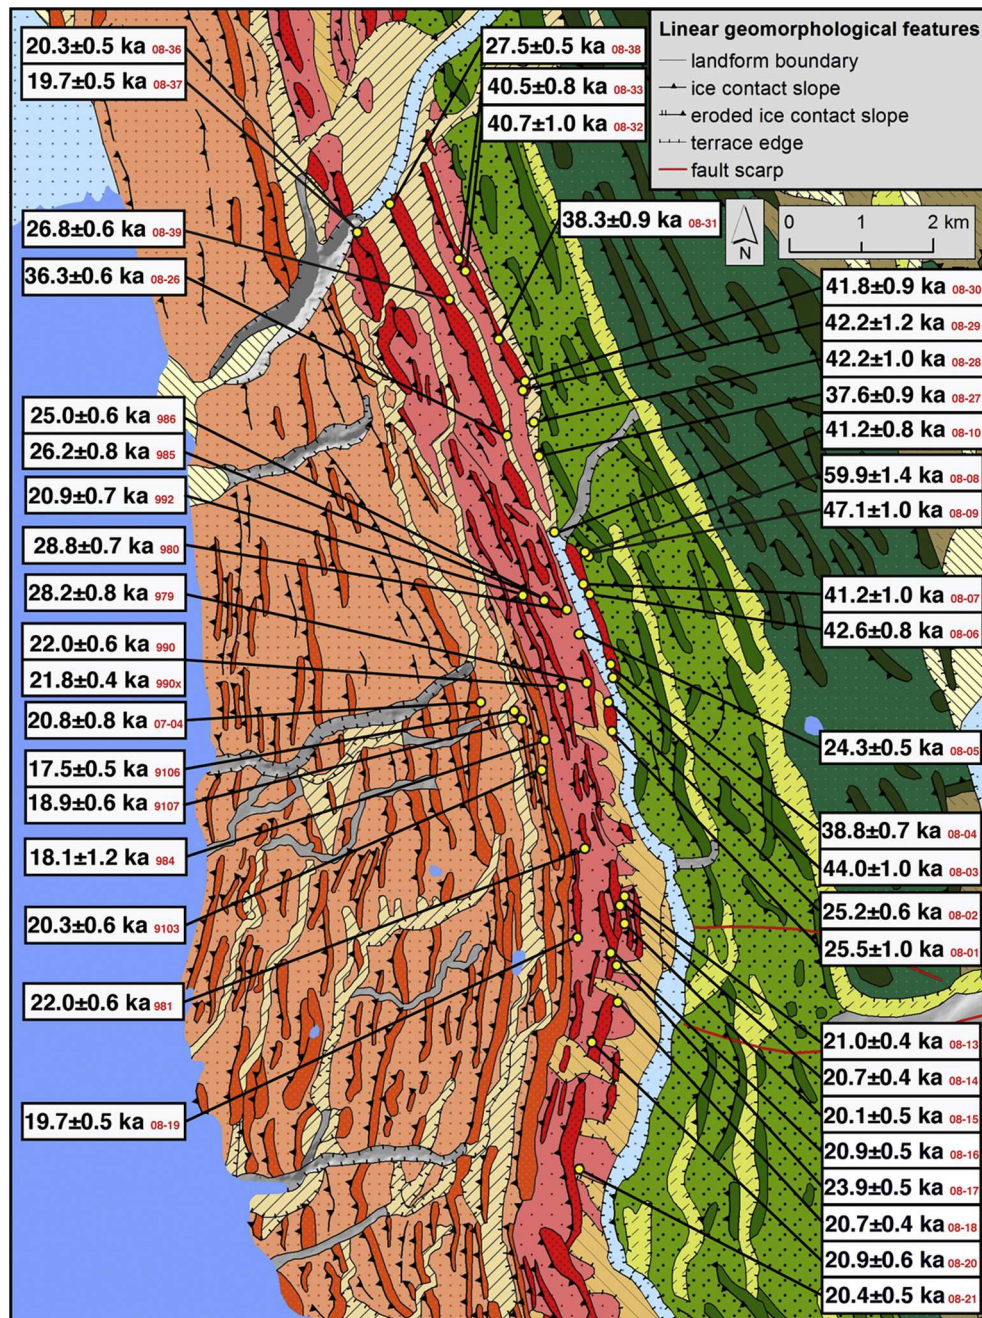 20.3±0.5 ka 08-36
19.7±0.5 ka 08-37
27.5±0.5 ka 08-38
40.5±0.8 ka 08-33
40.7±1.0 ka 08-32
Linear geomorphological features
landform boundary
ice contact slope
eroded ice contact slope
terrace edge
fault scarp
26.8±0.6 ka 08-39
36.3±0.6 ka 08-26
38.3±0.9 ka 08-31
N
0 1 2 km
41.8±0.9 ka 08-30
42.2±1.2 ka 08-29
42.2±1.0 ka 08-28
37.6±0.9 ka 08-27
41.2±0.8 ka 08-10
59.9±1.4 ka 08-08
47.1±1.0 ka 08-09
41.2±1.0 ka 08-07
42.6±0.8 ka 08-06
25.0±0.6 ka 986
26.2±0.8 ka 985
20.9±0.7 ka 992
28.8±0.7 ka 980
28.2±0.8 ka 979
22.0±0.6 ka 990
21.8±0.4 ka 990x
20.8±0.8 ka 07-04
17.5±0.5 ka 9106
18.9±0.6 ka 9107
18.1±1.2 ka 984
20.3±0.6 ka 9103
22.0±0.6 ka 981
19.7±0.5 ka 08-19
24.3±0.5 ka 08-05
38.8±0.7 ka 08-04
44.0±1.0 ka 08-03
25.2±0.6 ka 08-02
25.5±1.0 ka 08-01
21.0±0.4 ka 08-13
20.7±0.4 ka 08-14
20.1±0.5 ka 08-15
20.9±0.5 ka 08-16
23.9±0.5 ka 08-17
20.7±0.4 ka 08-18
20.9±0.6 ka 08-20
20.4±0.5 ka 08-21